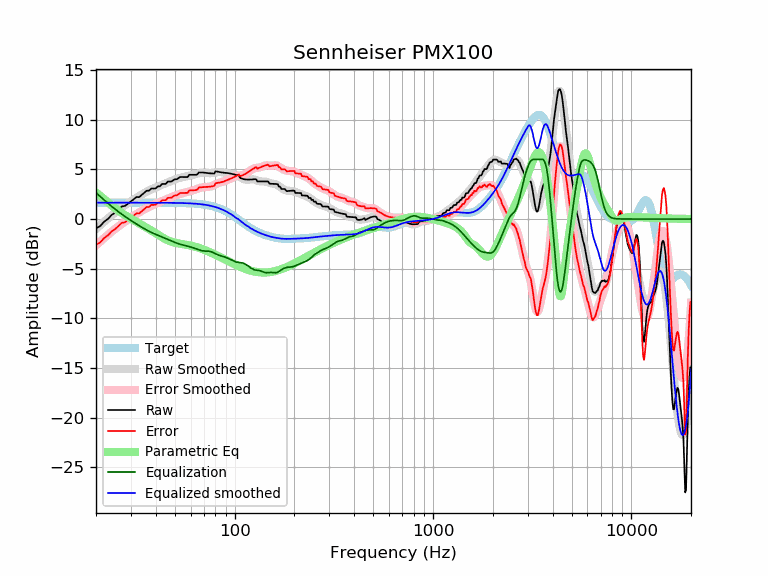 Sennheiser PMX100
15
10
5
0
−5
−10
−15
−20
−25
Amplitude (dBr)
Target
Raw Smoothed
Error Smoothed
Raw
Error
Parametric Eq
Equalization
Equalized smoothed
100
1000
10000
Frequency (Hz)